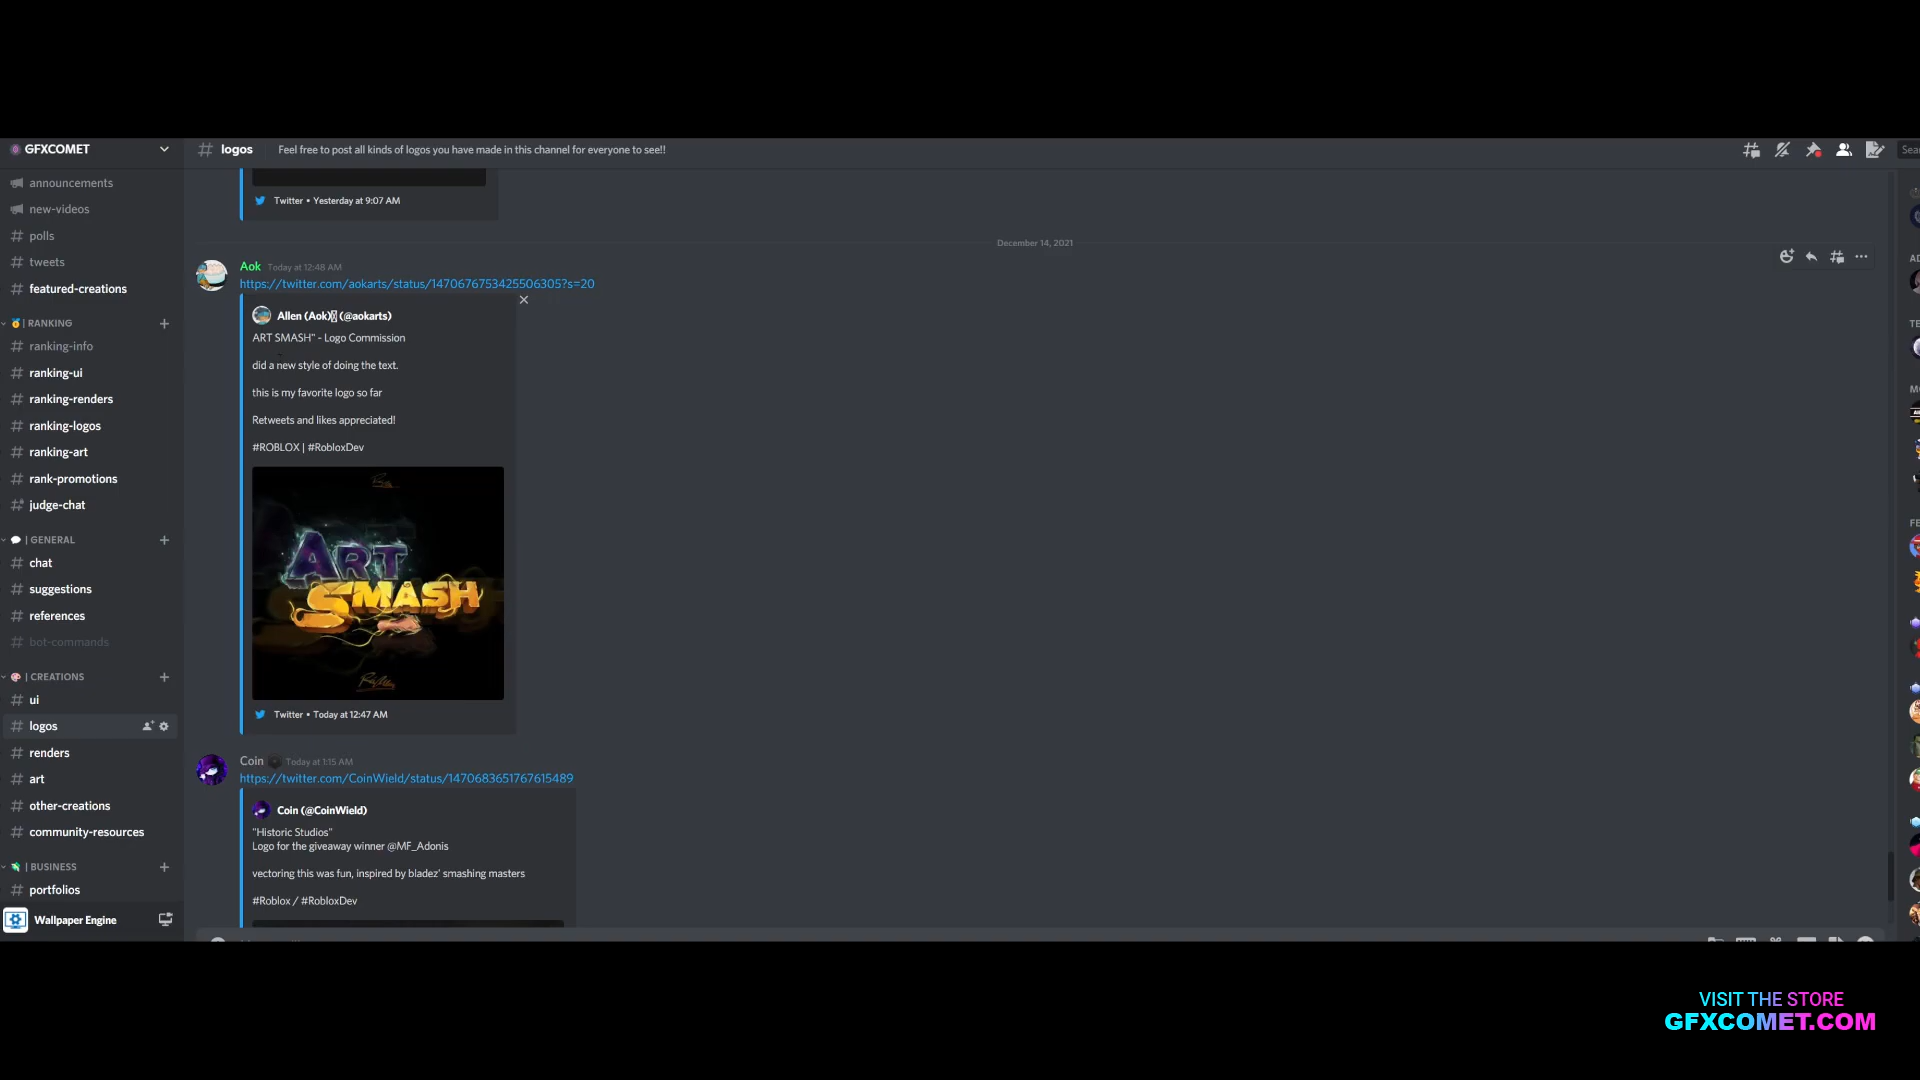 GFXCOMET
announcements
new-videos
polls
tweets
featured-creations
RANKING
ranking-info
ranking-ui
ranking-renders
ranking-logos
ranking-art
rank-promotions
judge-chat
GENERAL
chat
suggestions
references
bot-commands
CREATIONS
ui
logos
renders
art
other-creations
community-resources
BUSINESS
portfolios
Wallpaper Engine
logos Feel free to post all kinds of logos you have made in this channel for everyone to see!!
Twitter • Yesterday at 9:07 AM
December 14, 2021
Aok Today at 12:48 AM
https://twitter.com/aokarts/status/1470676753425506305?s=20
Allen (Aok) (@aokarts)
ART SMASH" - Logo Commission
did a new style of doing the text.
this is my favorite logo so far
Retweets and likes appreciated!
#ROBLOX | #RobloxDev
ART
SMASH
Twitter • Today at 12:47 AM
Coin Today at 1:15 AM
https://twitter.com/CoinWield/status/1470683651767615489
Coin (@CoinWield)
"Historic Studios"
Logo for the giveaway winner @MF_Adonis
vectoring this was fun, inspired by bladez' smashing masters
#Roblox / #RobloxDev
VISIT THE STORE
GFXCOMET.COM